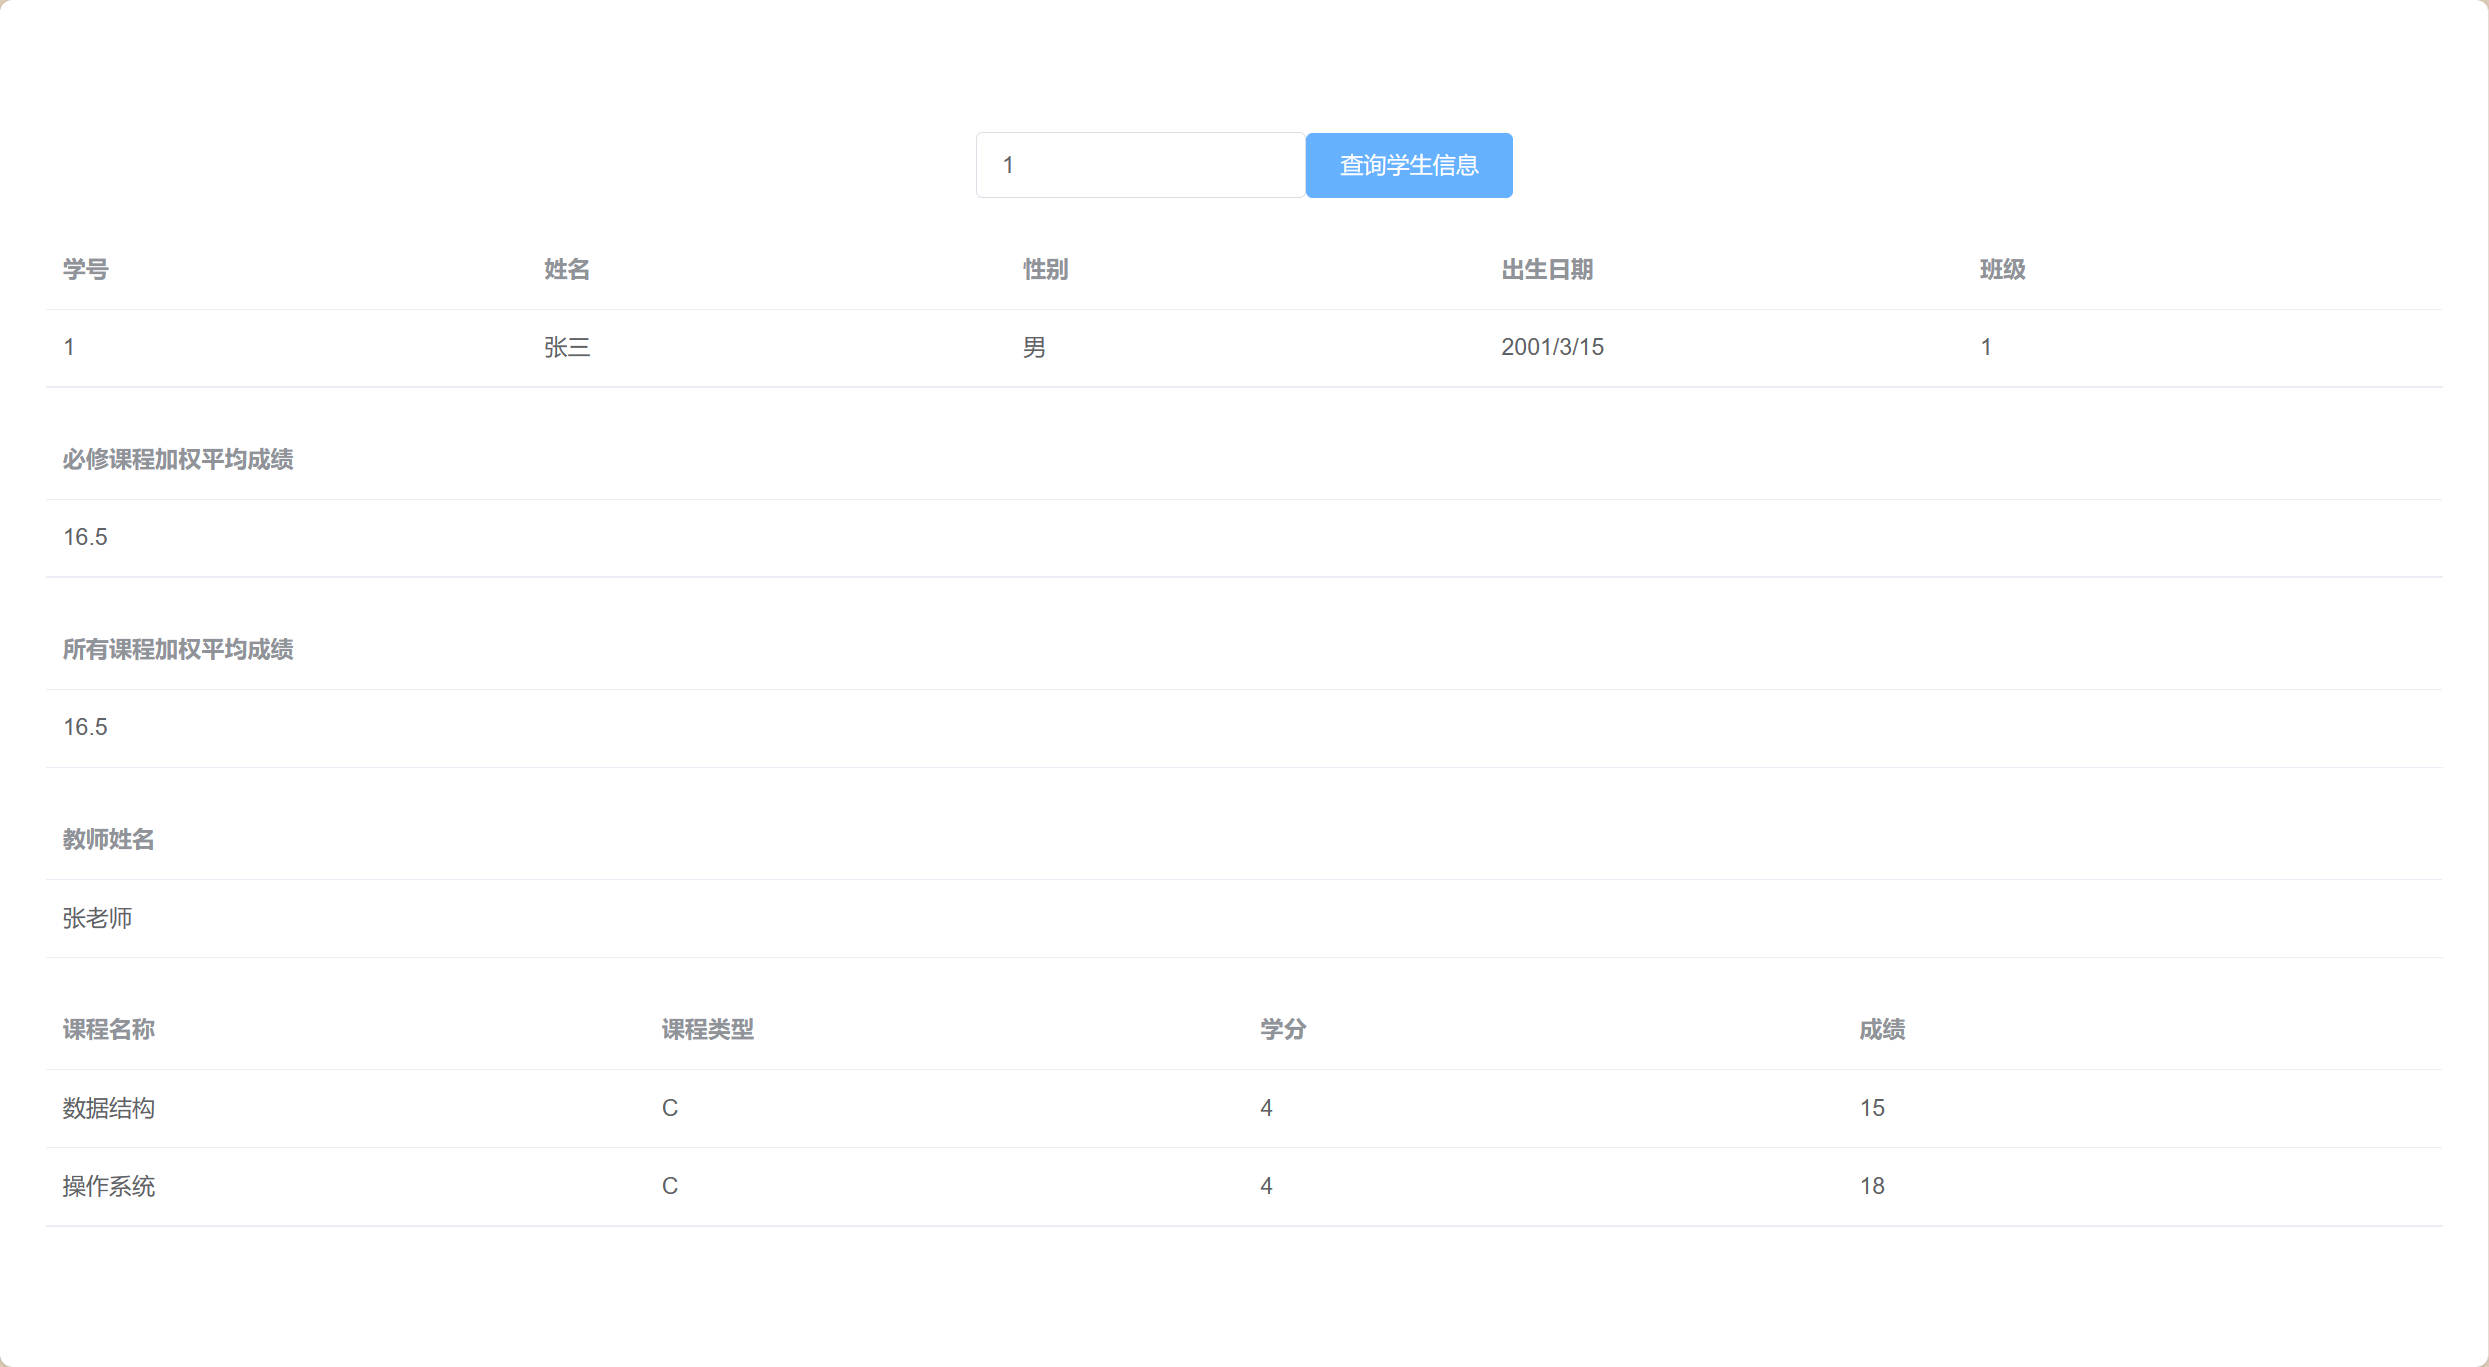 1 查询学生信息
学号 姓名 性别 出生日期 班级
1 张三 男 2001/3/15 1
必修课程加权平均成绩
16.5
所有课程加权平均成绩
16.5
教师姓名
张老师
课程名称 课程类型 学分 成绩
数据结构 C 4 15
操作系统 C 4 18